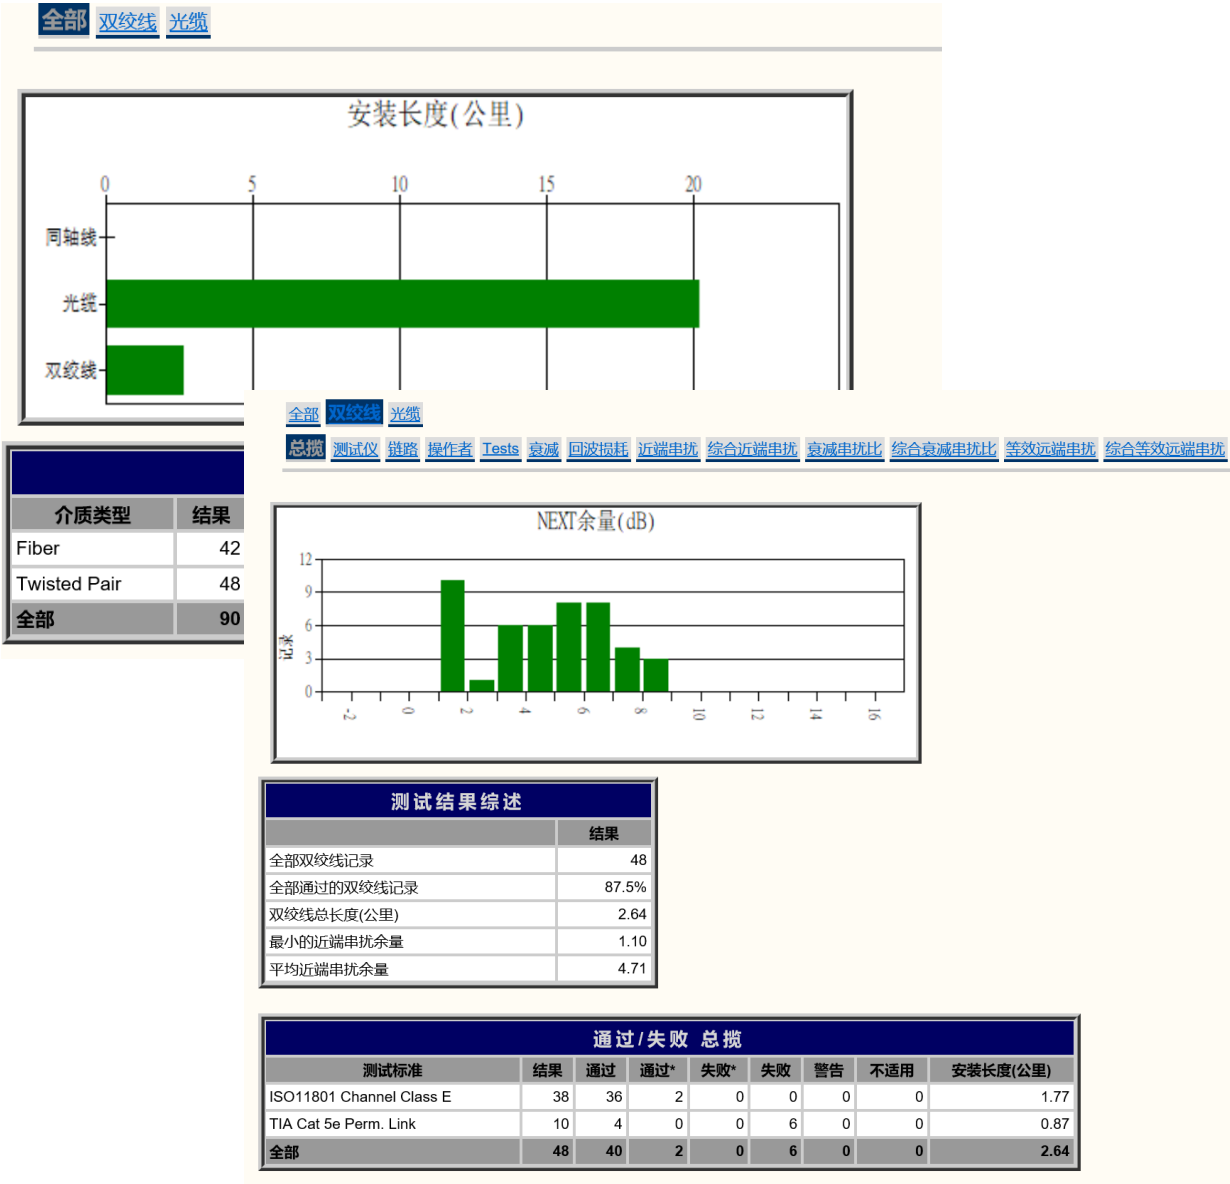 全部 双绞线 光缆
安装长度(公里)
0 5 10 15 20
同轴线
光缆
双绞线
介质类型 结果
Fiber 42
Twisted Pair 48
全部 90
全部 双绞线 光缆
总揽 测试仪 链路 操作者 Tests 衰减 回波损耗 近端串扰 综合近端串扰 衰减串扰比 综合衰减串扰比 等效远端串扰 综合等效远端串扰
NEXT余量(dB)
12
9
6
3
0
记录
-2 0 2 4 6 8 10 12 14 16
测试结果综述
结果
全部双绞线记录 48
全部通过的双绞线记录 87.5%
双绞线总长度(公里) 2.64
最小的近端串扰余量 1.10
平均近端串扰余量 4.71
通过/失败 总揽
测试标准 结果 通过 通过* 失败* 失败 警告 不适用 安装长度(公里)
ISO11801 Channel Class E 38 36 2 0 0 0 0 1.77
TIA Cat 5e Perm. Link 10 4 0 0 6 0 0 0.87
全部 48 40 2 0 6 0 0 2.64